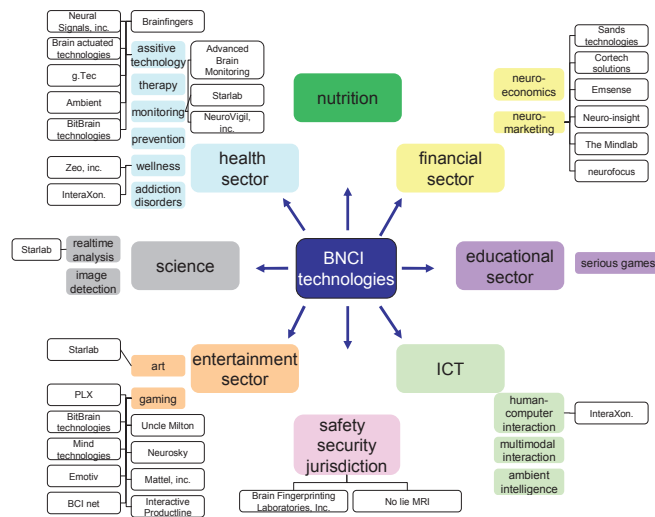 Neural
Signals, inc.
Brainfingers
Brain actuated
technologies
g.Tec
Ambient
BitBrain
technologies
assitive
technology
therapy
monitoring
prevention
Advanced
Brain
Monitoring
Starlab
NeuroVigil,
inc.
Zeo, inc.
InteraXon.
wellness
addiction
disorders
health
sector
nutrition
financial
sector
neuro-
economics
neuro-
marketing
Sands
technologies
Cortech
solutions
Emsense
Neuro-insight
The Mindlab
neurofocus
Starlab
realtime
analysis
image
detection
science
BNCI
technologies
educational
sector
serious games
Starlab
art
gaming
entertainment
sector
PLX
BitBrain
technologies
Mind
technologies
Emotiv
BCI net
Uncle Milton
Neurosky
Mattel, inc.
Interactive
Productline
safety
security
jurisdiction
Brain Fingerprinting
Laboratories, Inc.
No lie MRI
ICT
human-
computer
interaction
InteraXon.
multimodal
interaction
ambient
intelligence